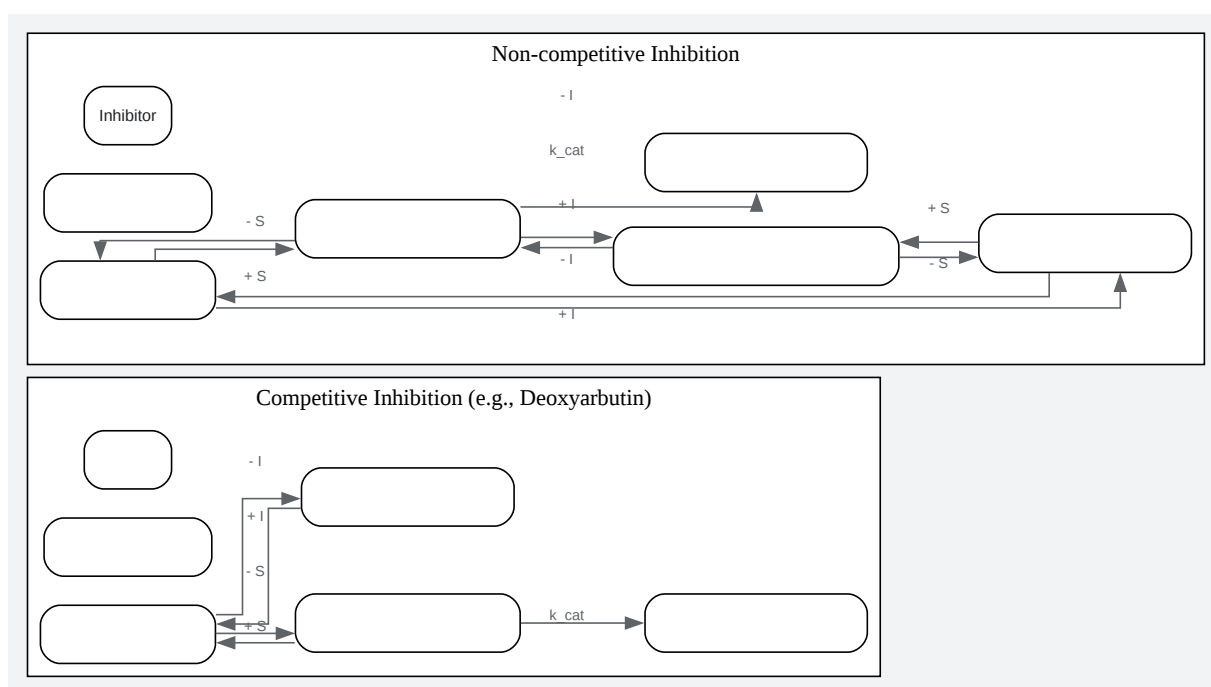 Non-competitive Inhibition
- I
Inhibitor
k_cat
+ I
+ S
- S
- I
- S
+ S
+ I
Competitive Inhibition (e.g., Deoxyarbutin)
- I
+ I
- S
k_cat
+ S